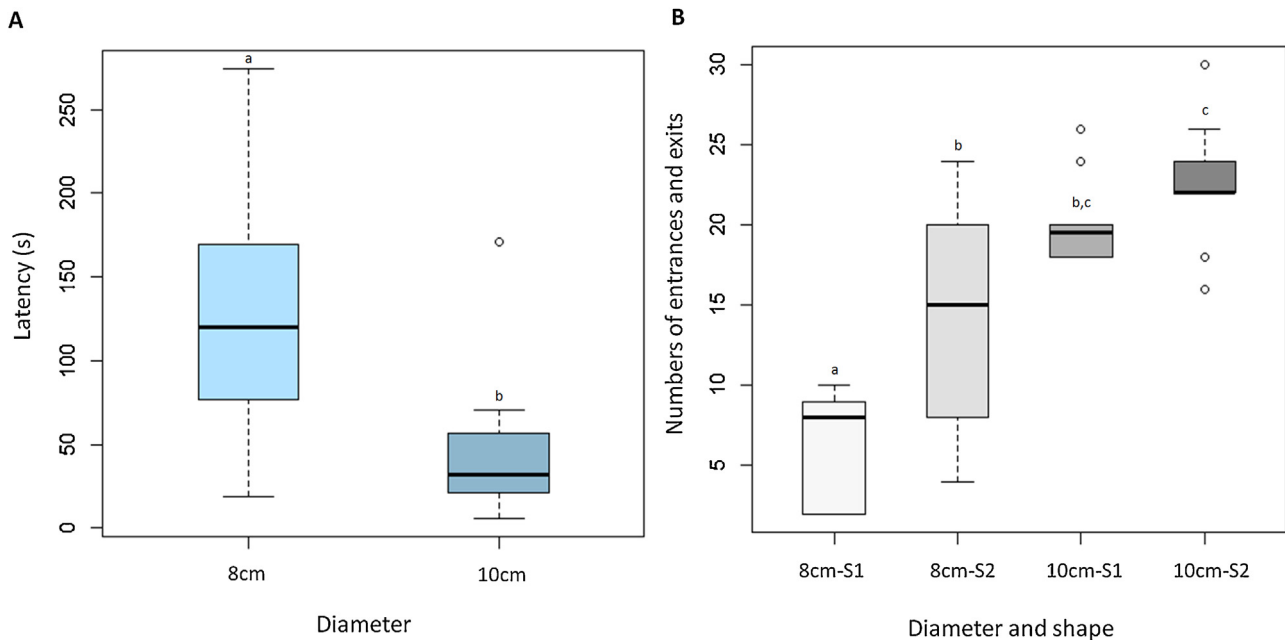 A
Latency (s)
250
200
150
100
50
0
a
b
8cm
10cm
Diameter
B
Numbers of entrances and exits
30
25
20
15
10
5
a
b
b,c
c
8cm-S1
8cm-S2
10cm-S1
10cm-S2
Diameter and shape